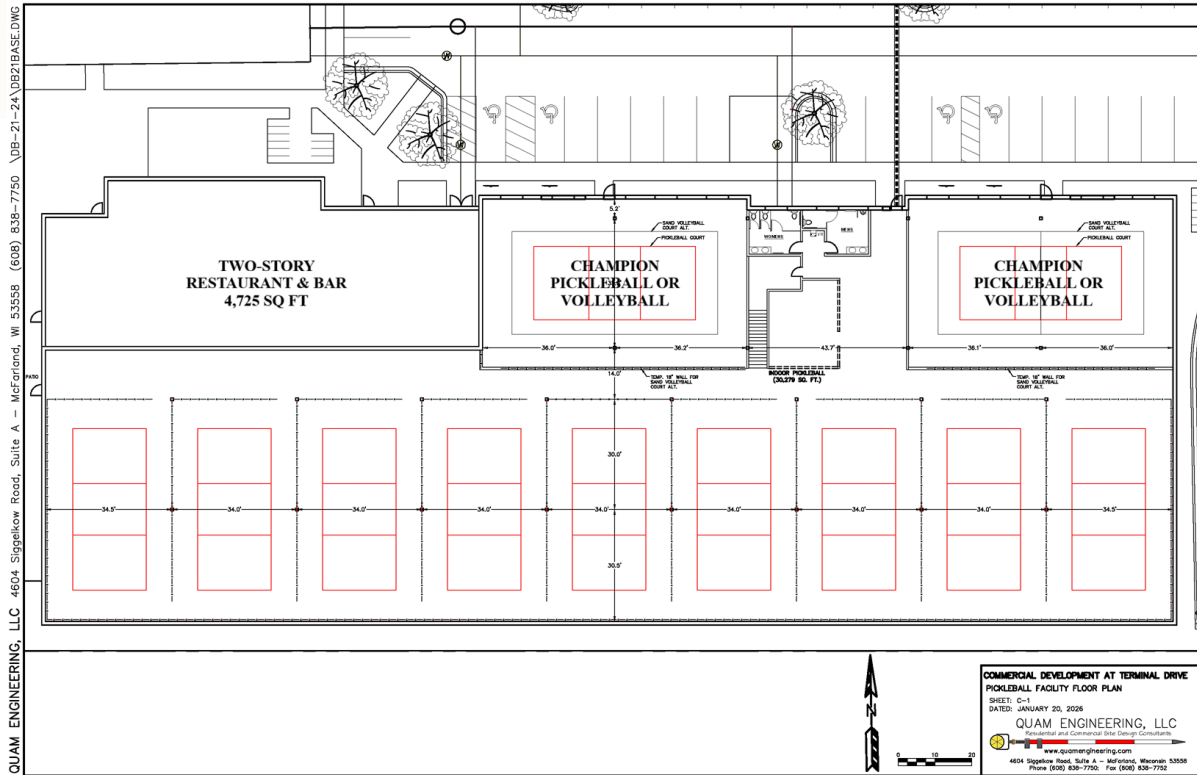 QUAM ENGINEERING, LLC 4604 Siggelkow Road, Suite A - McFarland, WI 53558 (608) 838-7750 \DB-21-24\DB21BASE.DWG
5.2'
SAND VOLLEYBALL
COURT ALT.
PICKLEBALL COURT
WOMENS
MENS
SAND VOLLEYBALL
COURT ALT.
PICKLEBALL COURT
TWO-STORY
RESTAURANT & BAR
4,725 SQ FT
CHAMPION
PICKLEBALL OR
VOLLEYBALL
CHAMPION
PICKLEBALL OR
VOLLEYBALL
36.0'
36.2'
43.7'
36.1'
36.0'
PATIO
14.0'
TEMP. 18" WALL FOR
SAND VOLLEYBALL
COURT ALT.
INDOOR PICKLEBALL
(30,279 SQ. FT.)
TEMP. 18" WALL FOR
SAND VOLLEYBALL
COURT ALT.
30.0'
34.5'
34.0'
34.0'
34.0'
34.0'
34.0'
34.0'
34.0'
34.5'
30.5'
N
0 10 20
COMMERCIAL DEVELOPMENT AT TERMINAL DRIVE
PICKLEBALL FACILITY FLOOR PLAN
SHEET: C-1
DATED: JANUARY 20, 2026
QUAM ENGINEERING, LLC
Residential and Commercial Site Design Consultants
www.quamengineering.com
4604 Siggelkow Road, Suite A - McFarland, Wisconsin 53558
Phone (608) 838-7750; Fax (608) 838-7752